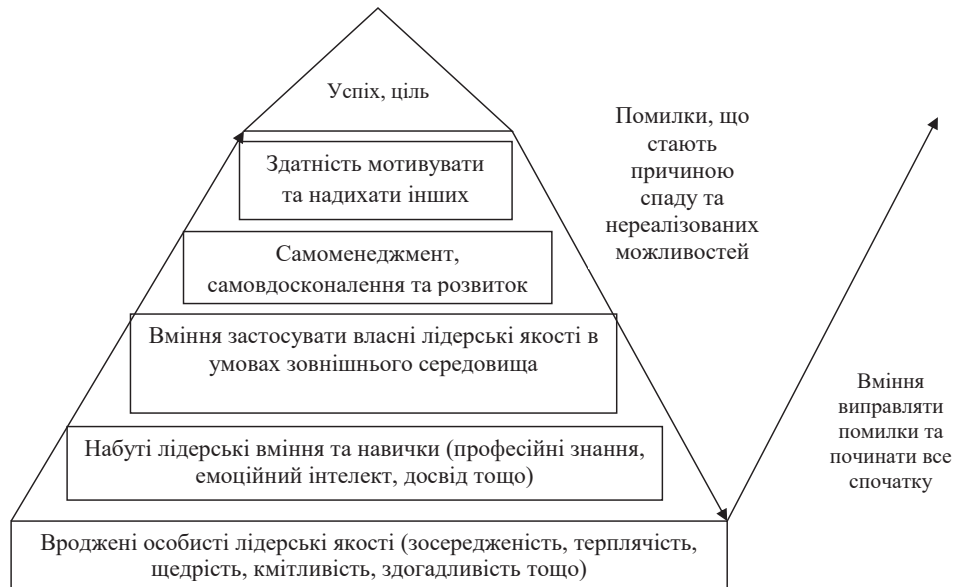 Успіх, ціль
Здатність мотивувати
та надихати інших
Самоменеджмент,
самовдосконалення та розвиток
Вміння застосувати власні лідерські якості в
умовах зовнішнього середовища
Набуті лідерські вміння та навички (професійні знання,
емоційний інтелект, досвід тощо)
Вроджені особисті лідерські якості (зосередженість, терплячість,
щедрість, кмітливість, здогадливість тощо)
Помилки, що
стають
причиною
спаду та
нереалізованих
можливостей
Вміння
виправляти
помилки та
починати все
спочатку